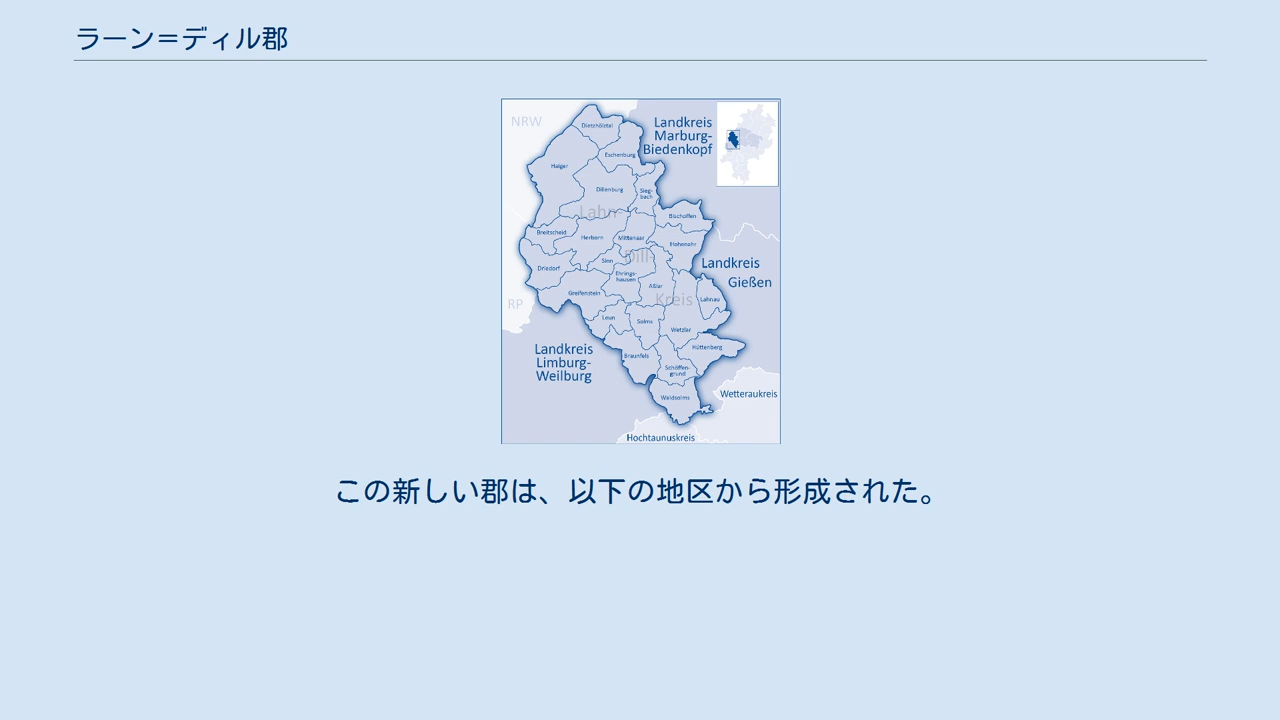 ラーン＝ディル郡
NRW
Landkreis
Marburg-
Biedenkopf
Dietzhölztal
Eschenburg
Haiger
Dillenburg
Sieg-
bach
Lahn-
Bischoffen
Breitscheid
Herborn
Mittenaar
Hohenahr
Sinn
Dill-
Landkreis
Gießen
Driedorf
Ehrings-
hausen
Aßlar
Greifenstein
Kreis
Lahnau
RP
Leun
Solms
Wetzlar
Landkreis
Limburg-
Weilburg
Braunfels
Hüttenberg
Schöffen-
grund
Waldsolms
Wetteraukreis
Hochtaunuskreis
この新しい郡は、以下の地区から形成された。